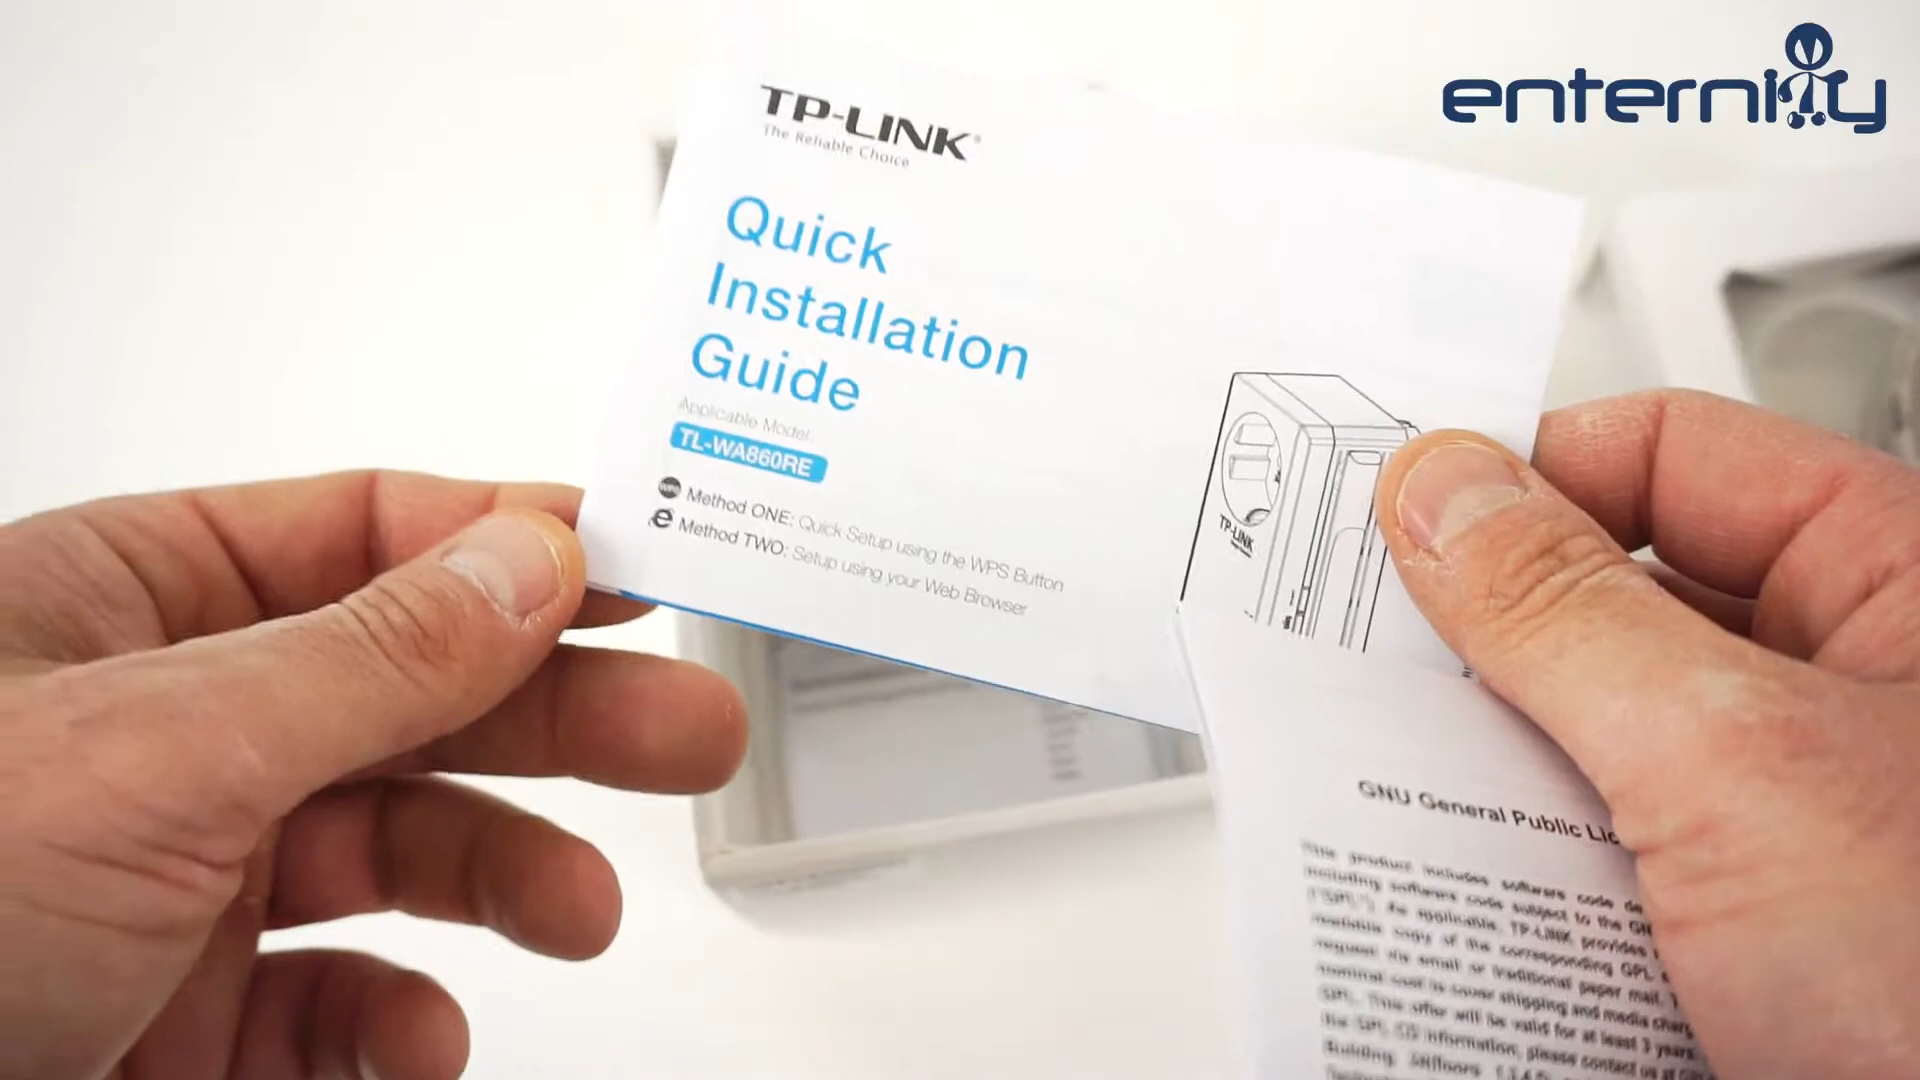 enternity
TP-LINK®
The Reliable Choice
Quick
Installation
Guide
Applicable Model:
TL-WA860RE
Method ONE: Quick Setup using the WPS Button
Method TWO: Setup using your Web Browser
TP-LINK
GNU General Public
This product includes software code de
including software code subject to the GN
("GPL"). As applicable, TP-LINK provides
copy of the corresponding GPL
request via email or traditional paper mail.
nominal cost to cover shipping and media charg
GPL. This offer will be valid for at least 3 years
the GPL CD information, please contact us at